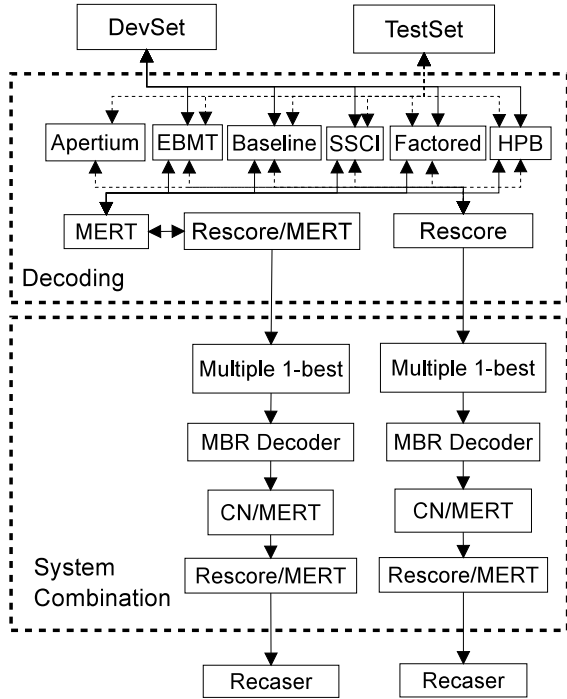 DevSet
TestSet
Apertium
EBMT
Baseline
SSCI
Factored
HPB
MERT
Rescore/MERT
Rescore
Decoding
Multiple 1-best
Multiple 1-best
MBR Decoder
MBR Decoder
CN/MERT
CN/MERT
System
Combination
Rescore/MERT
Rescore/MERT
Recaser
Recaser